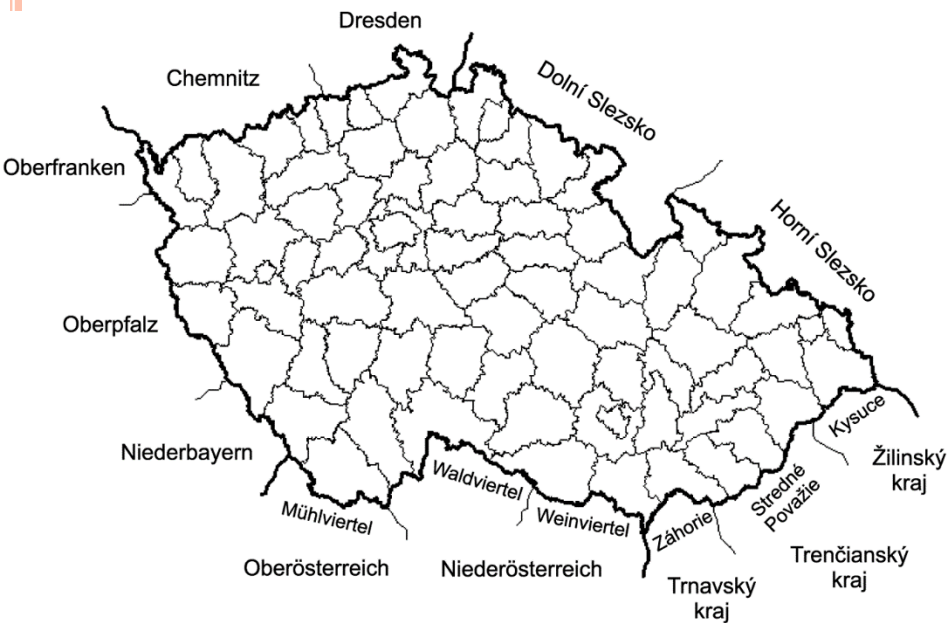 Dresden
Chemnitz
Dolní Slezsko
Oberfranken
Horní Slezsko
Oberpfalz
Kysuce
Niederbayern
Žilinský
kraj
Waldviertel
Stredné
Považie
Mühlviertel
Weinviertel
Záhorie
Oberösterreich
Niederösterreich
Trenčianský
kraj
Trnavský
kraj